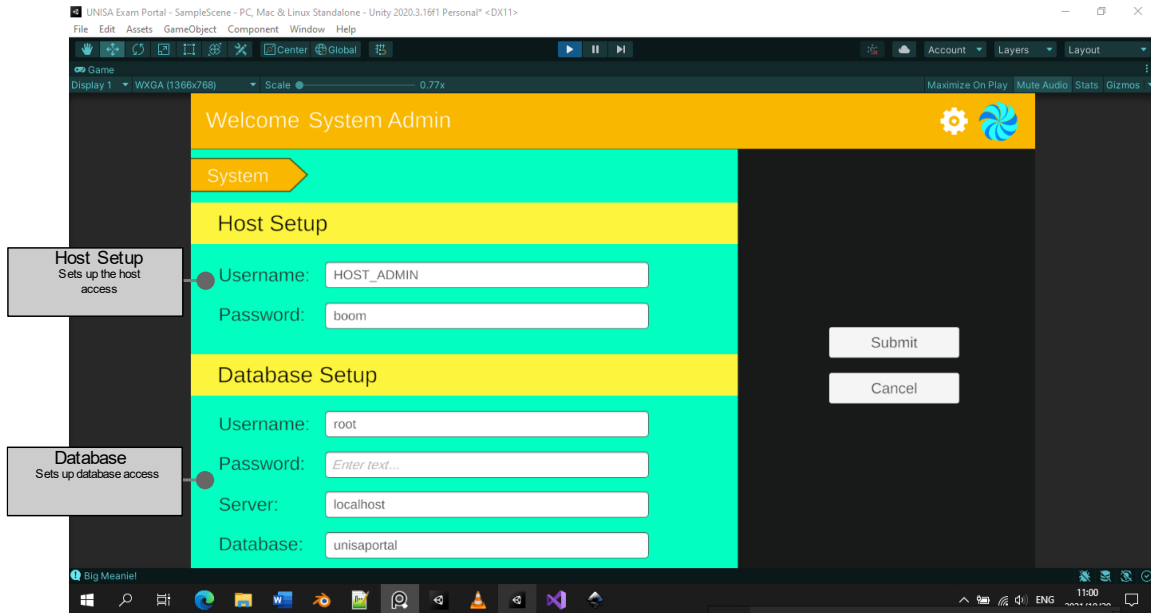 UNISA Exam Portal - SampleScene - PC, Mac & Linux Standalone - Unity 2020.3.16f1 Personal* <DX11>
File Edit Assets GameObject Component Window Help
Center Global Account Layers Layout
Game
Display 1 WXGA (1366x768) Scale 0.77x Maximize On Play Mute Audio Stats Gizmos
Welcome System Admin
System
Host Setup
Host Setup
Sets up the host
access
Username: HOST_ADMIN
Password: boom
Submit
Database Setup
Cancel
Username: root
Database
Sets up database access
Password: Enter text...
Server: localhost
Database: unisaportal
Big Meanie!
ENG 11:00